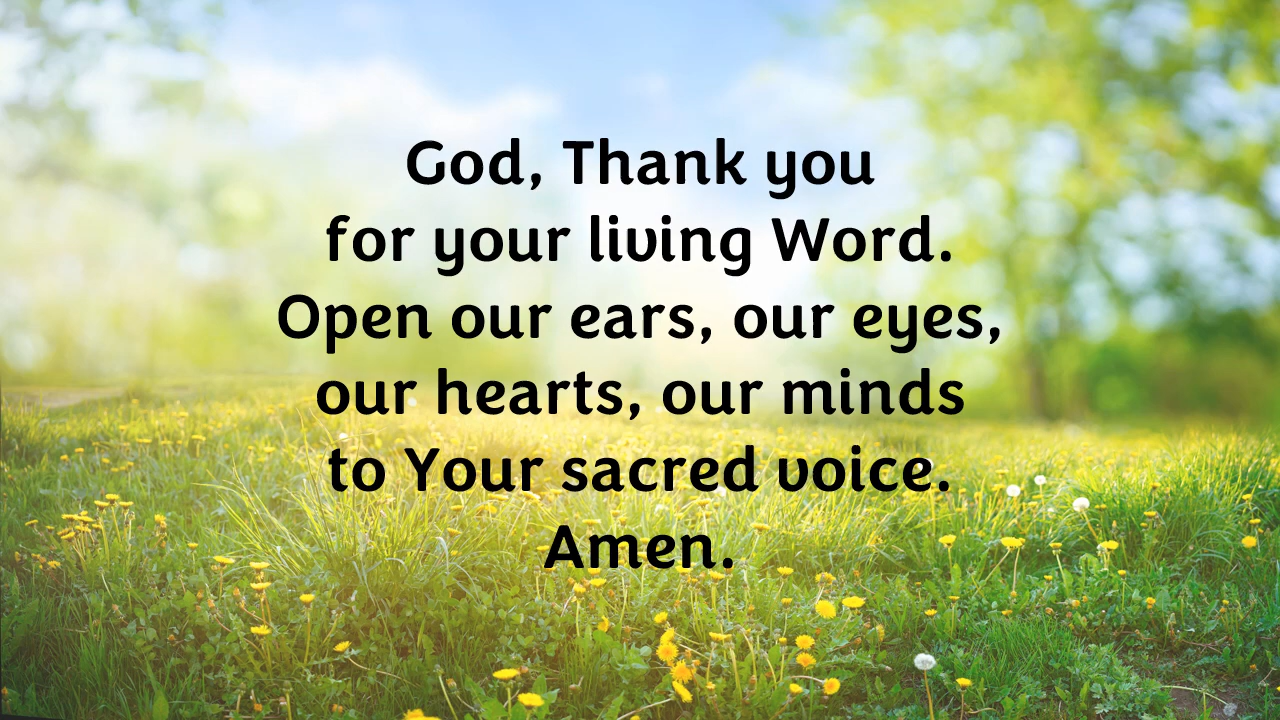 God, Thank you
for your living Word.
Open our ears, our eyes,
our hearts, our minds
to Your sacred voice.
Amen.